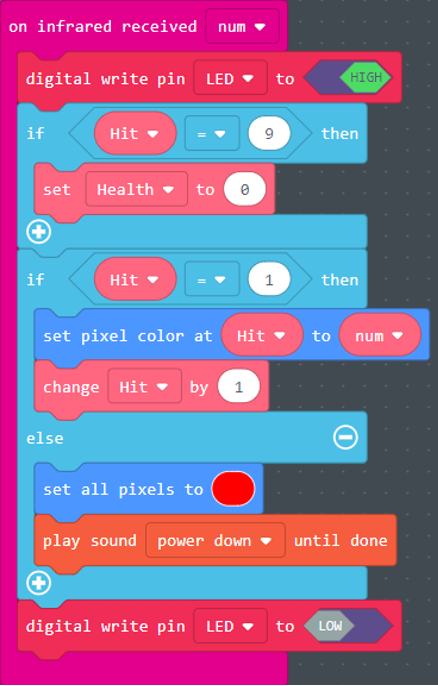 on infrared received num
digital write pin LED to HIGH
if Hit = 9 then
set Health to 0
if Hit = 1 then
set pixel color at Hit to num
change Hit by 1
else
set all pixels to
play sound power down until done
digital write pin LED to LOW